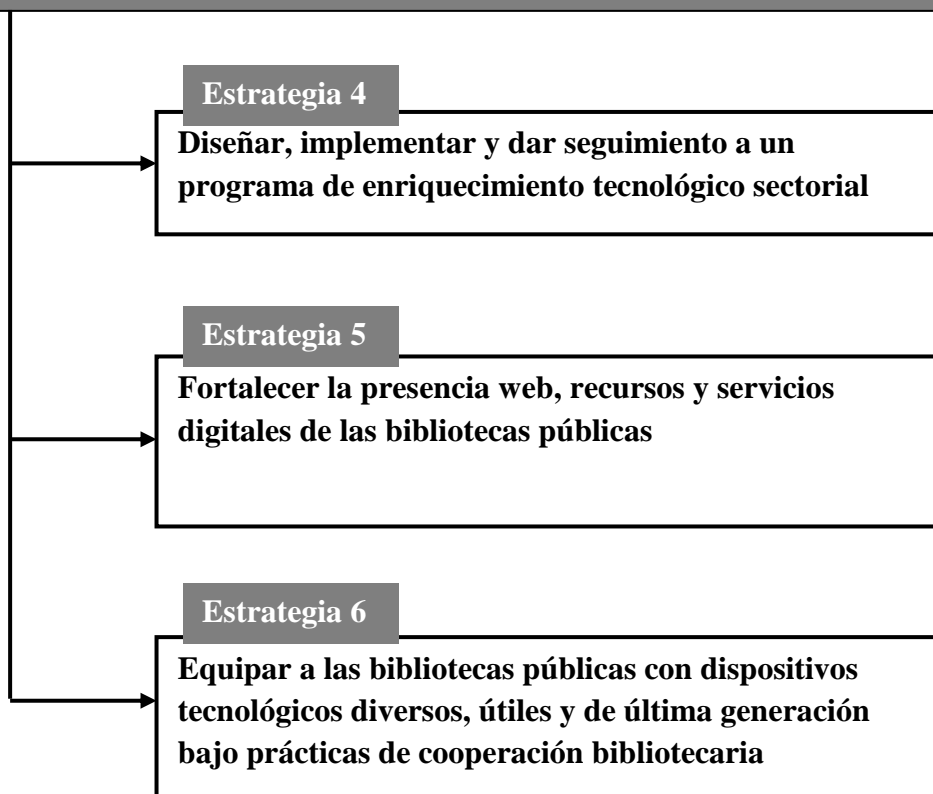 Estrategia 4
Diseñar, implementar y dar seguimiento a un
programa de enriquecimiento tecnológico sectorial
Estrategia 5
Fortalecer la presencia web, recursos y servicios
digitales de las bibliotecas públicas
Estrategia 6
Equipar a las bibliotecas públicas con dispositivos
tecnológicos diversos, útiles y de última generación
bajo prácticas de cooperación bibliotecaria